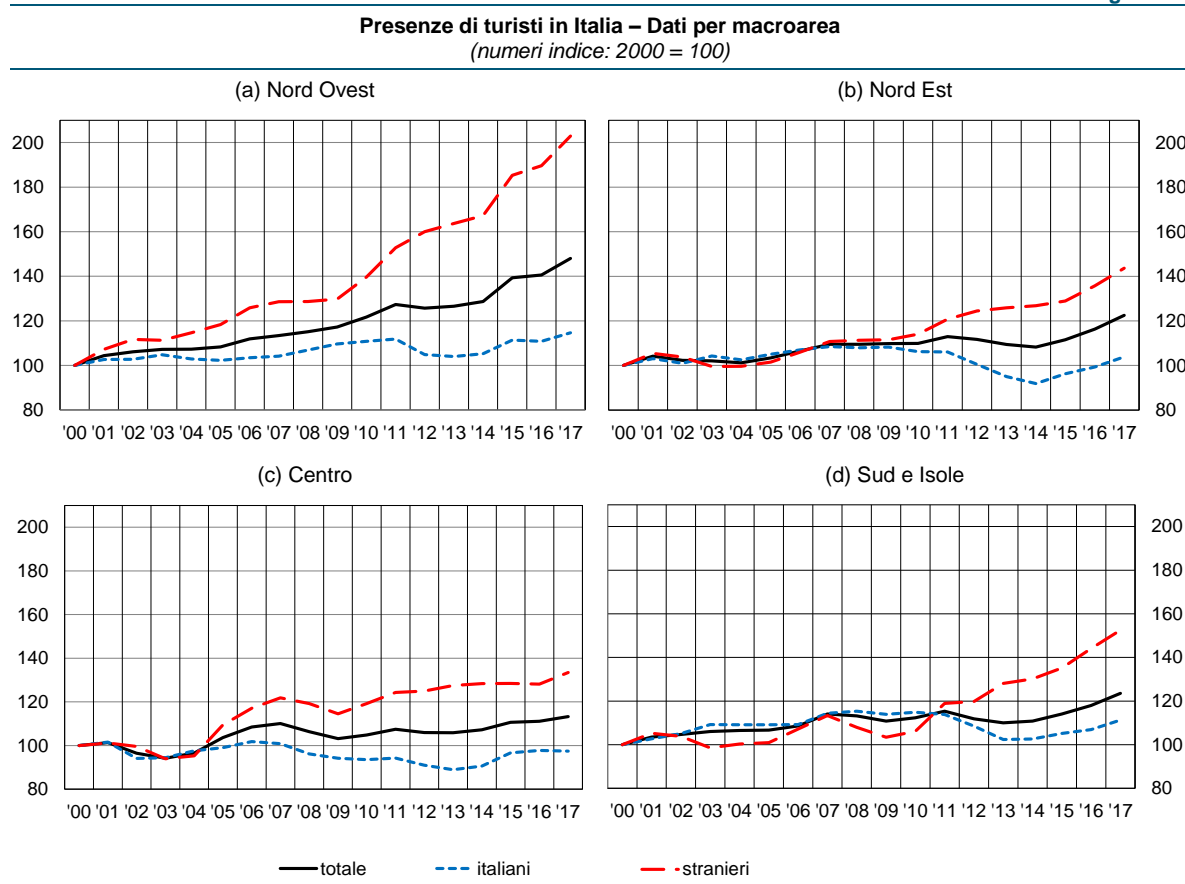 Presenze di turisti in Italia – Dati per macroarea
(numeri indice: 2000 = 100)
(a) Nord Ovest
(b) Nord Est
200
180
160
140
120
100
80
200
180
160
140
120
100
80
'00 '01 '02 '03 '04 '05 '06 '07 '08 '09 '10 '11 '12 '13 '14 '15 '16 '17
'00 '01 '02 '03 '04 '05 '06 '07 '08 '09 '10 '11 '12 '13 '14 '15 '16 '17
(c) Centro
(d) Sud e Isole
200
180
160
140
120
100
80
200
180
160
140
120
100
80
'00 '01 '02 '03 '04 '05 '06 '07 '08 '09 '10 '11 '12 '13 '14 '15 '16 '17
'00 '01 '02 '03 '04 '05 '06 '07 '08 '09 '10 '11 '12 '13 '14 '15 '16 '17
totale italiani stranieri